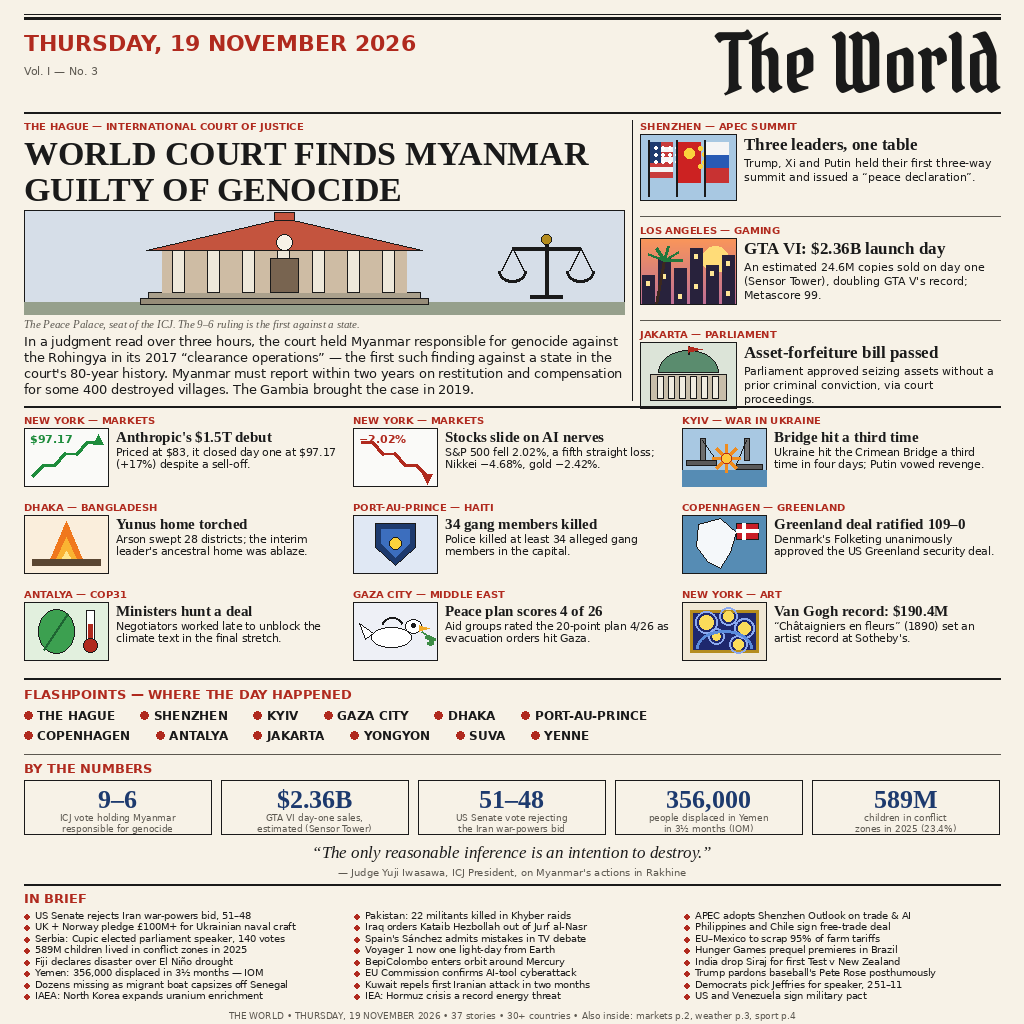 THURSDAY, 19 NOVEMBER 2026
Vol. I — No. 3
The World
THE HAGUE — INTERNATIONAL COURT OF JUSTICE
WORLD COURT FINDS MYANMAR
GUILTY OF GENOCIDE
The Peace Palace, seat of the ICJ. The 9–6 ruling is the first against a state.
In a judgment read over three hours, the court held Myanmar responsible for genocide against
the Rohingya in its 2017 “clearance operations” — the first such finding against a state in the
court's 80-year history. Myanmar must report within two years on restitution and compensation
for some 400 destroyed villages. The Gambia brought the case in 2019.
SHENZHEN — APEC SUMMIT
Three leaders, one table
Trump, Xi and Putin held their first three-way
summit and issued a “peace declaration”.
LOS ANGELES — GAMING
GTA VI: $2.36B launch day
An estimated 24.6M copies sold on day one
(Sensor Tower), doubling GTA V's record;
Metascore 99.
JAKARTA — PARLIAMENT
Asset-forfeiture bill passed
Parliament approved seizing assets without a
prior criminal conviction, via court
proceedings.
NEW YORK — MARKETS
$97.17
Anthropic's $1.5T debut
Priced at $83, it closed day one at $97.17
(+17%) despite a sell-off.
NEW YORK — MARKETS
−2.02%
Stocks slide on AI nerves
S&P 500 fell 2.02%, a fifth straight loss;
Nikkei −4.68%, gold −2.42%.
KYIV — WAR IN UKRAINE
Bridge hit a third time
Ukraine hit the Crimean Bridge a third
time in four days; Putin vowed revenge.
DHAKA — BANGLADESH
Yunus home torched
Arson swept 28 districts; the interim
leader's ancestral home was ablaze.
PORT-AU-PRINCE — HAITI
34 gang members killed
Police killed at least 34 alleged gang
members in the capital.
COPENHAGEN — GREENLAND
Greenland deal ratified 109–0
Denmark's Folketing unanimously
approved the US Greenland security deal.
ANTALYA — COP31
Ministers hunt a deal
Negotiators worked late to unblock the
climate text in the final stretch.
GAZA CITY — MIDDLE EAST
Peace plan scores 4 of 26
Aid groups rated the 20-point plan 4/26 as
evacuation orders hit Gaza.
NEW YORK — ART
Van Gogh record: $190.4M
“Châtaigniers en fleurs” (1890) set an
artist record at Sotheby's.
FLASHPOINTS — WHERE THE DAY HAPPENED
THE HAGUE SHENZHEN KYIV GAZA CITY DHAKA PORT-AU-PRINCE
COPENHAGEN ANTALYA JAKARTA YONGYON SUVA YENNE
BY THE NUMBERS
9–6
ICJ vote holding Myanmar
responsible for genocide
$2.36B
GTA VI day-one sales,
estimated (Sensor Tower)
51–48
US Senate vote rejecting
the Iran war-powers bid
356,000
people displaced in Yemen
in 3½ months (IOM)
589M
children in conflict
zones in 2025 (23.4%)
“The only reasonable inference is an intention to destroy.”
— Judge Yuji Iwasawa, ICJ President, on Myanmar's actions in Rakhine
IN BRIEF
US Senate rejects Iran war-powers bid, 51–48
UK + Norway pledge £100M+ for Ukrainian naval craft
Serbia: Cupic elected parliament speaker, 140 votes
589M children lived in conflict zones in 2025
Fiji declares disaster over El Niño drought
Yemen: 356,000 displaced in 3½ months — IOM
Dozens missing as migrant boat capsizes off Senegal
IAEA: North Korea expands uranium enrichment
Pakistan: 22 militants killed in Khyber raids
Iraq orders Kataib Hezbollah out of Jurf al-Nasr
Spain's Sánchez admits mistakes in TV debate
Voyager 1 now one light-day from Earth
BepiColombo enters orbit around Mercury
EU Commission confirms AI-tool cyberattack
Kuwait repels first Iranian attack in two months
IEA: Hormuz crisis a record energy threat
APEC adopts Shenzhen Outlook on trade & AI
Philippines and Chile sign free-trade deal
EU–Mexico to scrap 95% of farm tariffs
Hunger Games prequel premieres in Brazil
India drop Siraj for first Test v New Zealand
Trump pardons baseball's Pete Rose posthumously
Democrats pick Jeffries for speaker, 251–11
US and Venezuela sign military pact
THE WORLD • THURSDAY, 19 NOVEMBER 2026 • 37 stories • 30+ countries • Also inside: markets p.2, weather p.3, sport p.4